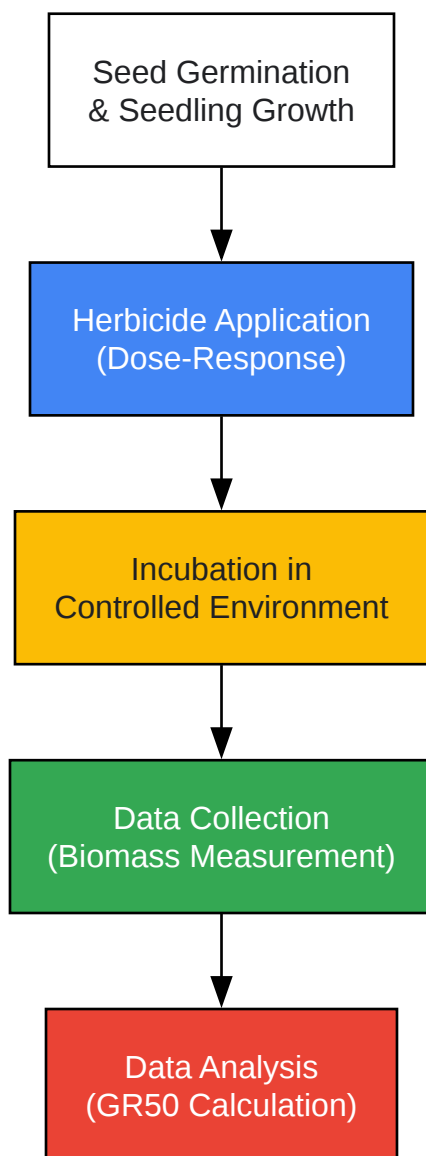 Seed Germination
& Seedling Growth
Herbicide Application
(Dose-Response)
Incubation in
Controlled Environment
Data Collection
(Biomass Measurement)
Data Analysis
(GR50 Calculation)